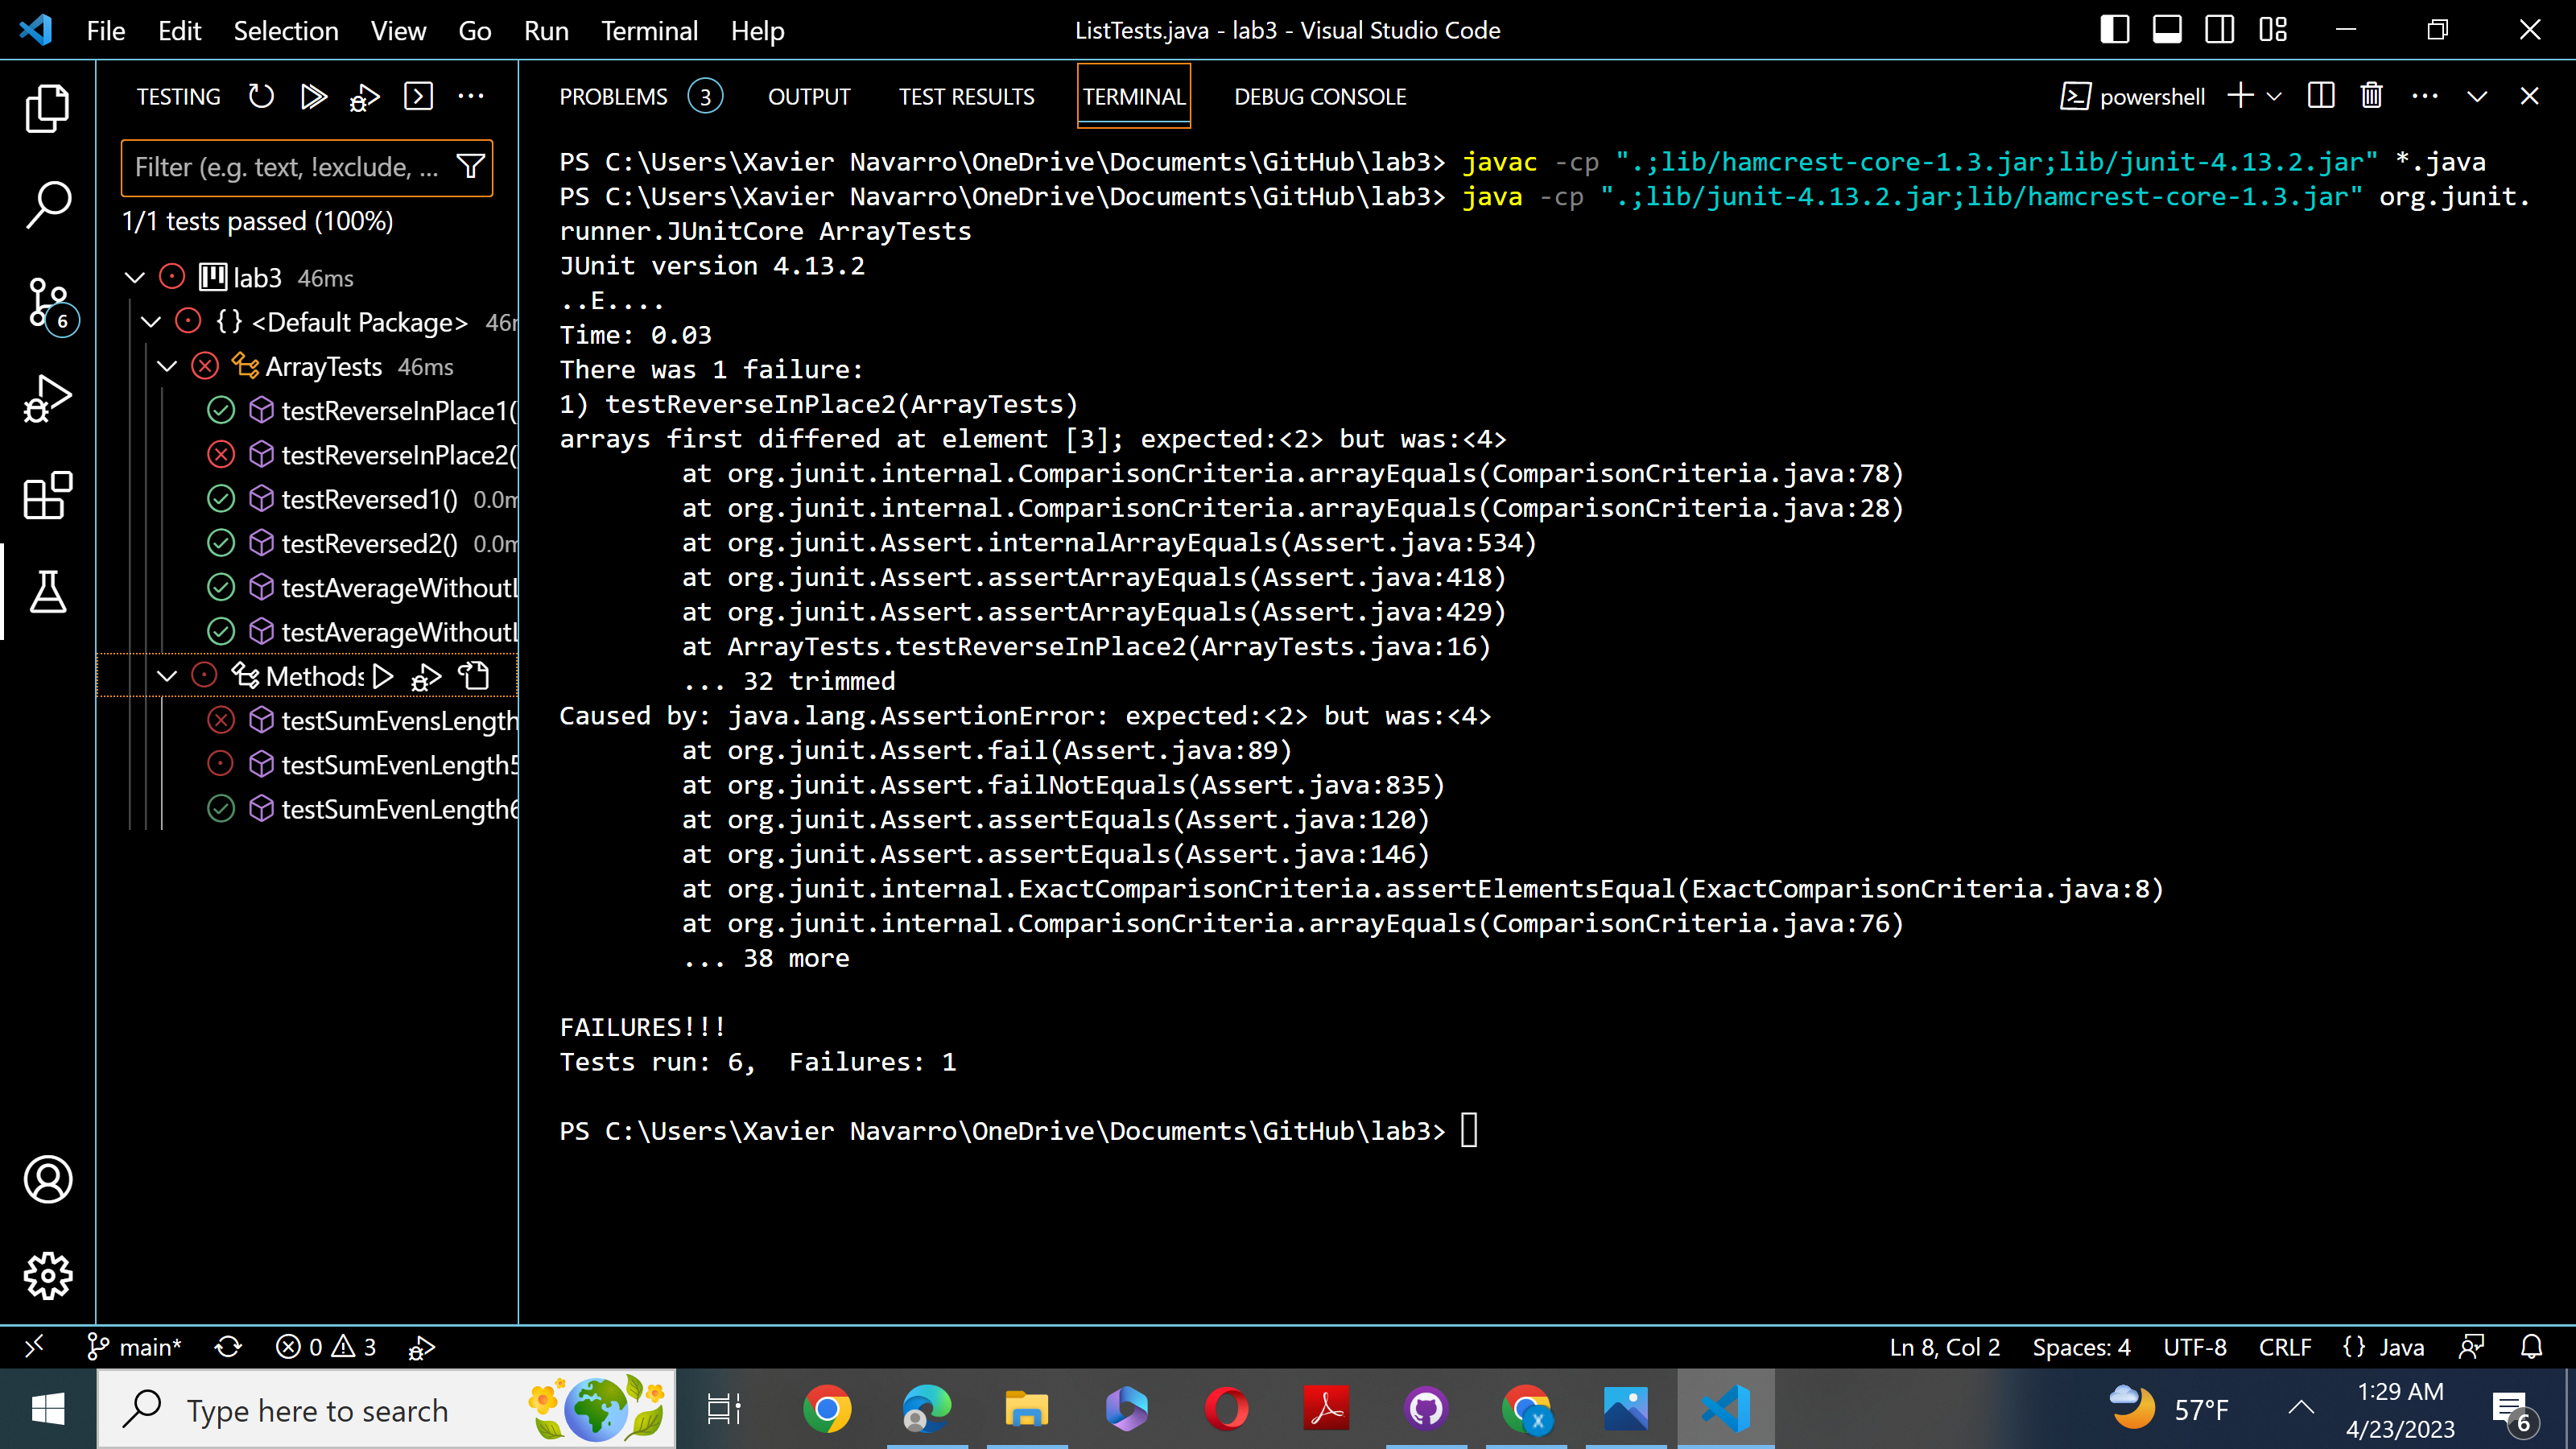 File Edit Selection View Go Run Terminal Help
ListTests.java - lab3 - Visual Studio Code
TESTING
Filter (e.g. text, !exclude, ...
1/1 tests passed (100%)
lab3 46ms
{} <Default Package> 46m
ArrayTests 46ms
testReverseInPlace1(
testReverseInPlace2(
testReversed1() 0.0m
testReversed2() 0.0m
testAverageWithoutL
testAverageWithoutL
Methods
testSumEvensLength
testSumEvenLength5
testSumEvenLength6
PROBLEMS 3 OUTPUT TEST RESULTS TERMINAL DEBUG CONSOLE
powershell
PS C:\Users\Xavier Navarro\OneDrive\Documents\GitHub\lab3> javac -cp ".;lib/hamcrest-core-1.3.jar;lib/junit-4.13.2.jar" *.java
PS C:\Users\Xavier Navarro\OneDrive\Documents\GitHub\lab3> java -cp ".;lib/junit-4.13.2.jar;lib/hamcrest-core-1.3.jar" org.junit.
runner.JUnitCore ArrayTests
JUnit version 4.13.2
..E....
Time: 0.03
There was 1 failure:
1) testReverseInPlace2(ArrayTests)
arrays first differed at element [3]; expected:<2> but was:<4>
at org.junit.internal.ComparisonCriteria.arrayEquals(ComparisonCriteria.java:78)
at org.junit.internal.ComparisonCriteria.arrayEquals(ComparisonCriteria.java:28)
at org.junit.Assert.internalArrayEquals(Assert.java:534)
at org.junit.Assert.assertArrayEquals(Assert.java:418)
at org.junit.Assert.assertArrayEquals(Assert.java:429)
at ArrayTests.testReverseInPlace2(ArrayTests.java:16)
... 32 trimmed
Caused by: java.lang.AssertionError: expected:<2> but was:<4>
at org.junit.Assert.fail(Assert.java:89)
at org.junit.Assert.failNotEquals(Assert.java:835)
at org.junit.Assert.assertEquals(Assert.java:120)
at org.junit.Assert.assertEquals(Assert.java:146)
at org.junit.internal.ExactComparisonCriteria.assertElementsEqual(ExactComparisonCriteria.java:8)
at org.junit.internal.ComparisonCriteria.arrayEquals(ComparisonCriteria.java:76)
... 38 more
FAILURES!!!
Tests run: 6,  Failures: 1
PS C:\Users\Xavier Navarro\OneDrive\Documents\GitHub\lab3>
6
main* 0 3
Ln 8, Col 2 Spaces: 4 UTF-8 CRLF {} Java
Type here to search
X
57°F
1:29 AM
4/23/2023
6